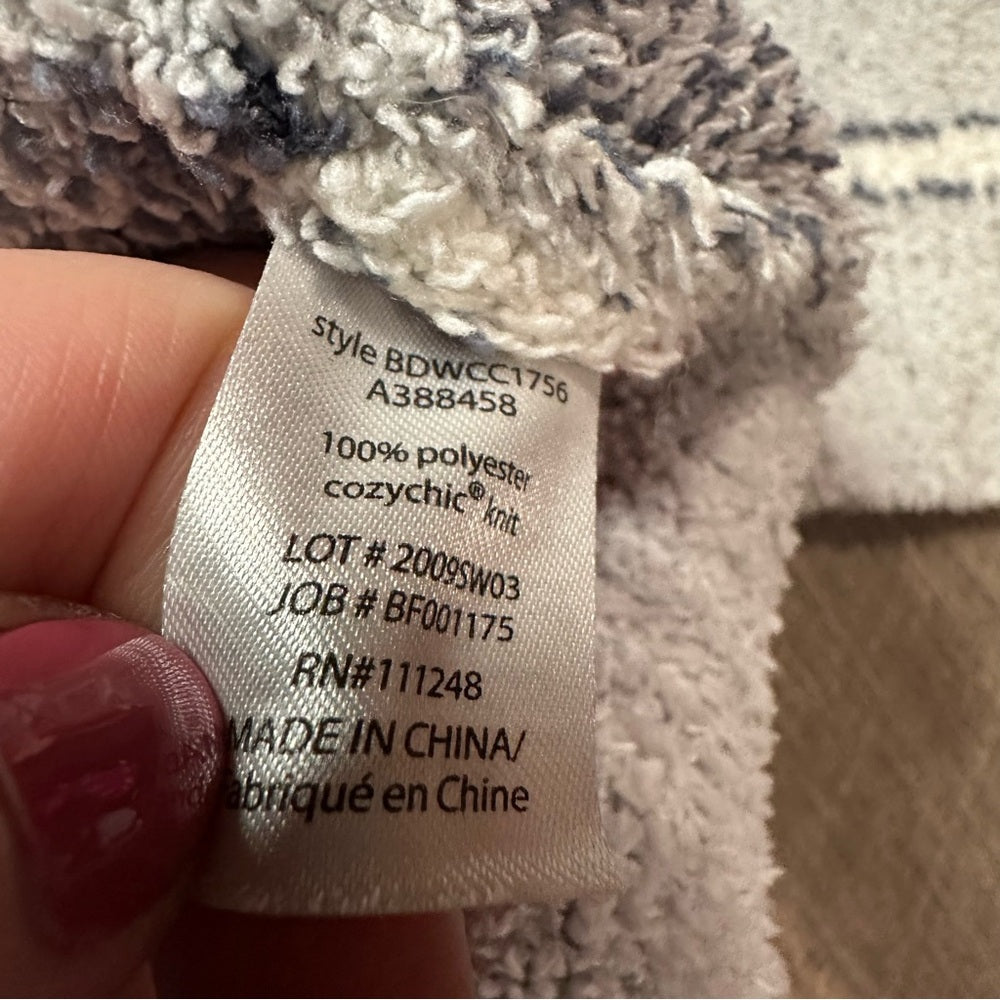 style BDWCC1756
A388458
100% polyester
cozychic® knit
LOT # 2009SW03
JOB # BF001175
RN#111248
MADE IN CHINA/
abriqué en Chine